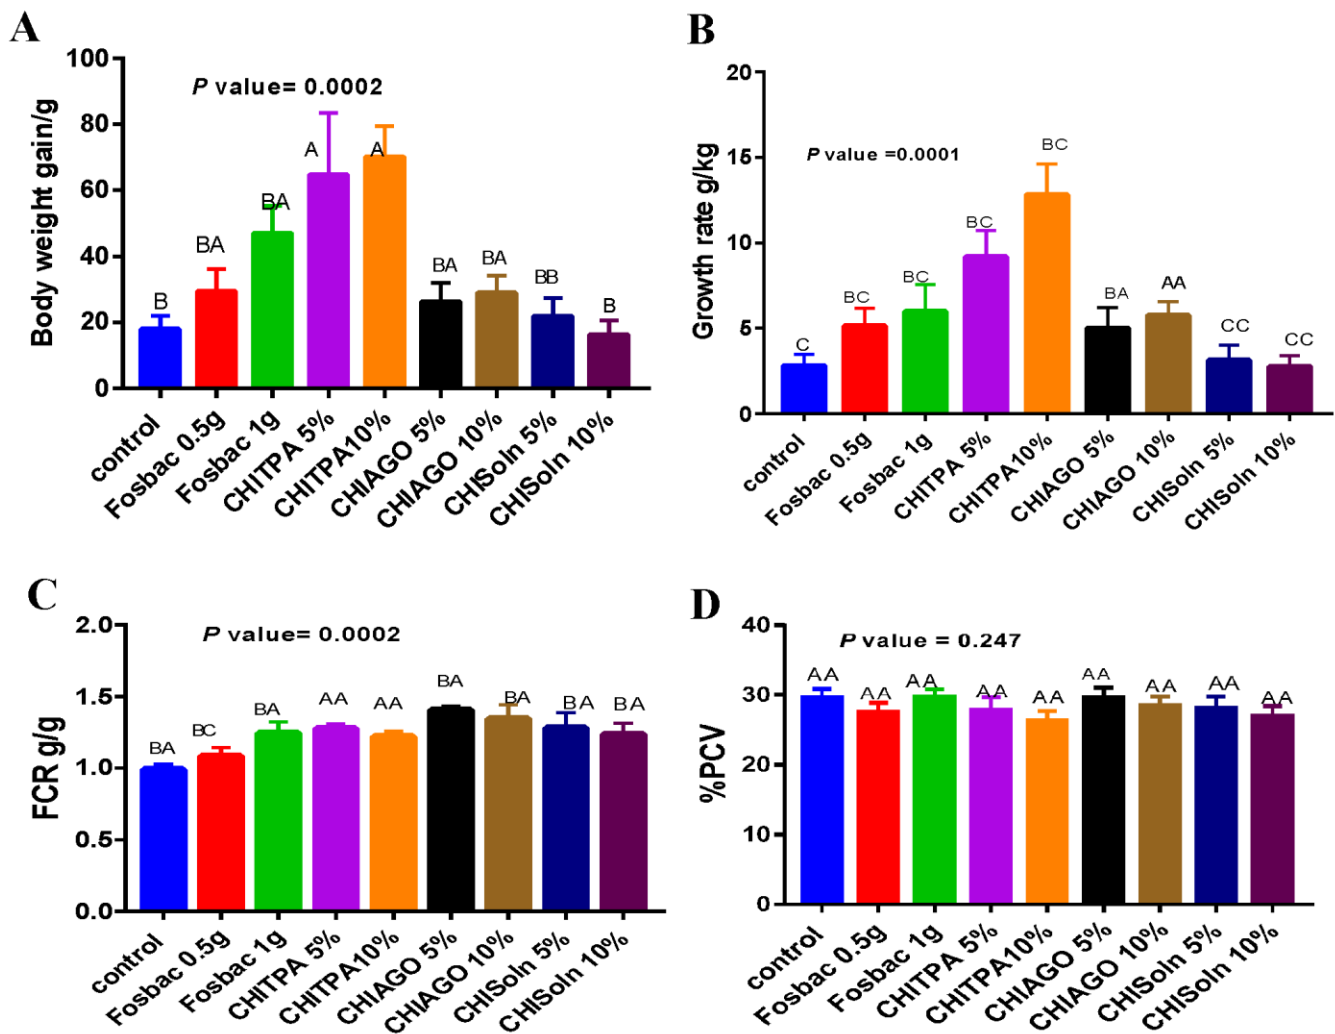 A
Body weight gain/g
P value= 0.0002
100
80
60
40
20
0
B
BA
BA
A
A
BA
BA
BB
B
control
Fosbac 0.5g
Fosbac 1g
CHITPA 5%
CHITPA10%
CHIAGO 5%
CHIAGO 10%
CHISoln 5%
CHISoln 10%
B
Growth rate g/kg
P value =0.0001
20
15
10
5
0
C
BC
BC
BC
BC
BA
AA
CC
CC
control
Fosbac 0.5g
Fosbac 1g
CHITPA 5%
CHITPA10%
CHIAGO 5%
CHIAGO 10%
CHISoln 5%
CHISoln 10%
C
FCR g/g
P value= 0.0002
2.0
1.5
1.0
0.5
0.0
BA
BC
BA
AA
AA
BA
BA
BA
BA
control
Fosbac 0.5g
Fosbac 1g
CHITPA 5%
CHITPA10%
CHIAGO 5%
CHIAGO 10%
CHISoln 5%
CHISoln 10%
D
%PCV
P value = 0.247
40
30
20
10
0
AA
AA
AA
AA
AA
AA
AA
AA
AA
control
Fosbac 0.5g
Fosbac 1g
CHITPA 5%
CHITPA10%
CHIAGO 5%
CHIAGO 10%
CHISoln 5%
CHISoln 10%